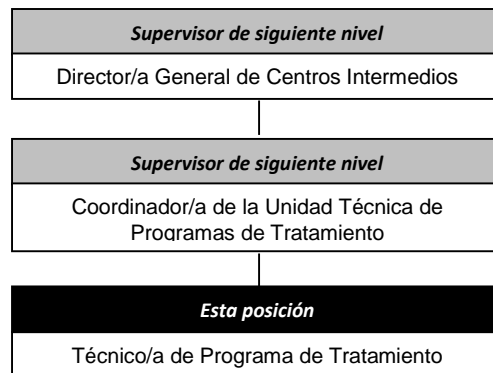 Supervisor de siguiente nivel
Director/a General de Centros Intermedios
Supervisor de siguiente nivel
Coordinador/a de la Unidad Técnica de
Programas de Tratamiento
Esta posición
Técnico/a de Programa de Tratamiento